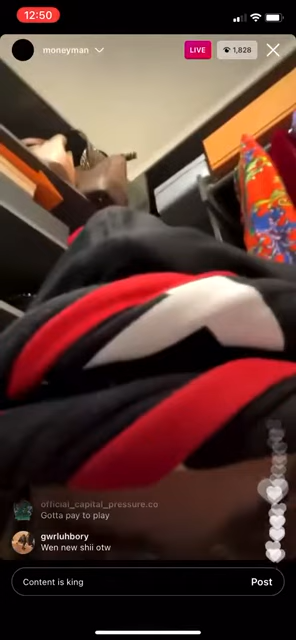 12:50
moneyman
LIVE
1,828
official_capital_pressure.co
Gotta pay to play
gwrluhbory
Wen new shii otw
Content is king
Post